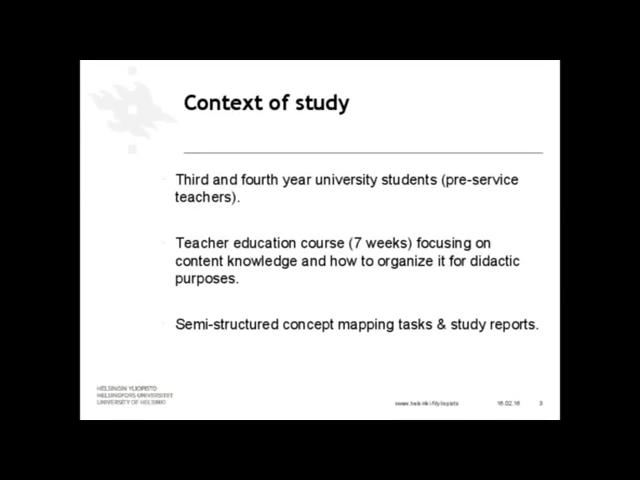 Context of study
Third and fourth year university students (pre-service
teachers).
Teacher education course (7 weeks) focusing on
content knowledge and how to organize it for didactic
purposes.
Semi-structured concept mapping tasks & study reports.
HELSINGIN YLIOPISTO
HELSINGFORS UNIVERSITET
UNIVERSITY OF HELSINKI
3